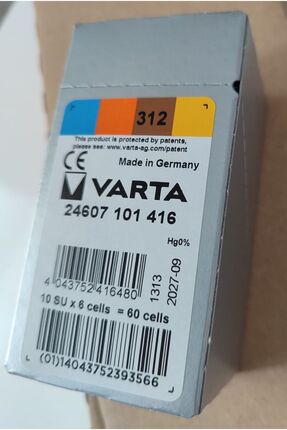 312
This product is protected by patents,
please see: www.varta-ag.com/patent
CE Made in Germany
VARTA
24607 101 416
Hg0%
4 043752 416480
1313
2027-09
10 SU x 6 cells = 60 cells
(01)14043752393566